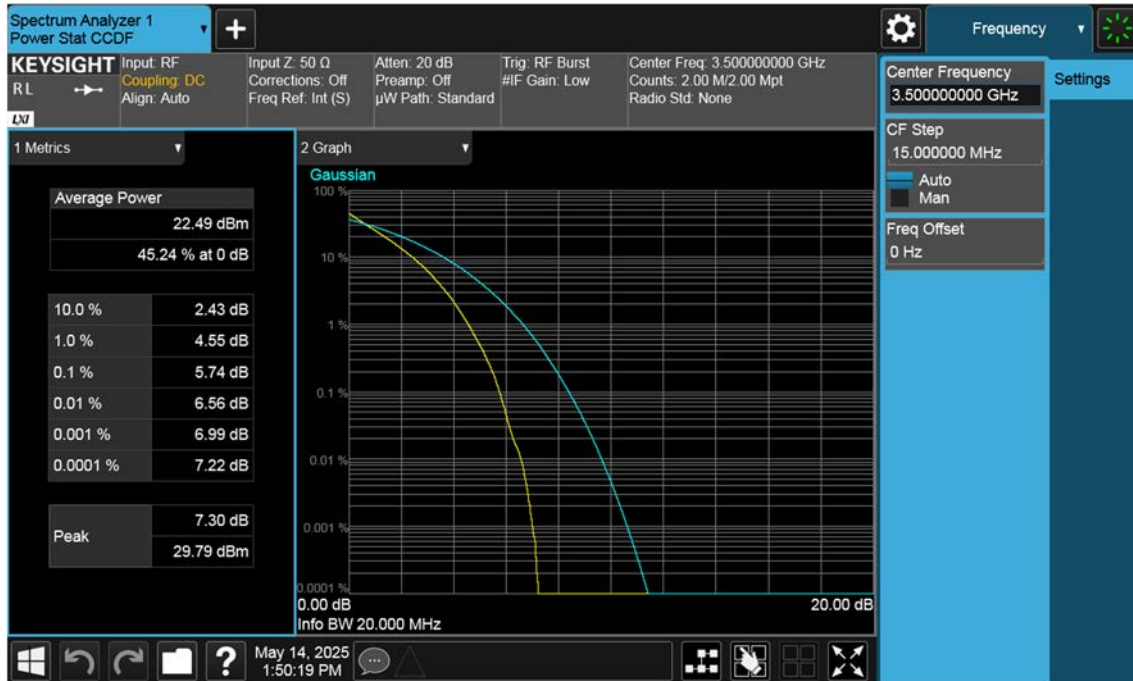 Spectrum Analyzer 1
Power Stat CCDF
Frequency
KEYSIGHT
RL
LXI
Input: RF
Coupling: DC
Align: Auto
Input Z: 50 Ω
Corrections: Off
Freq Ref: Int (S)
Atten: 20 dB
Preamp: Off
µW Path: Standard
Trig: RF Burst
#IF Gain: Low
Center Freq: 3.500000000 GHz
Counts: 2.00 M/2.00 Mpt
Radio Std: None
Center Frequency
3.500000000 GHz
Settings
CF Step
15.000000 MHz
Auto
Man
Freq Offset
0 Hz
1 Metrics
Average Power
22.49 dBm
45.24 % at 0 dB
10.0 % 2.43 dB
1.0 % 4.55 dB
0.1 % 5.74 dB
0.01 % 6.56 dB
0.001 % 6.99 dB
0.0001 % 7.22 dB
Peak
7.30 dB
29.79 dBm
2 Graph
Gaussian
100 %
10 %
1 %
0.1 %
0.01 %
0.001 %
0.0001 %
0.00 dB 20.00 dB
Info BW 20.000 MHz
?
May 14, 2025
1:50:19 PM